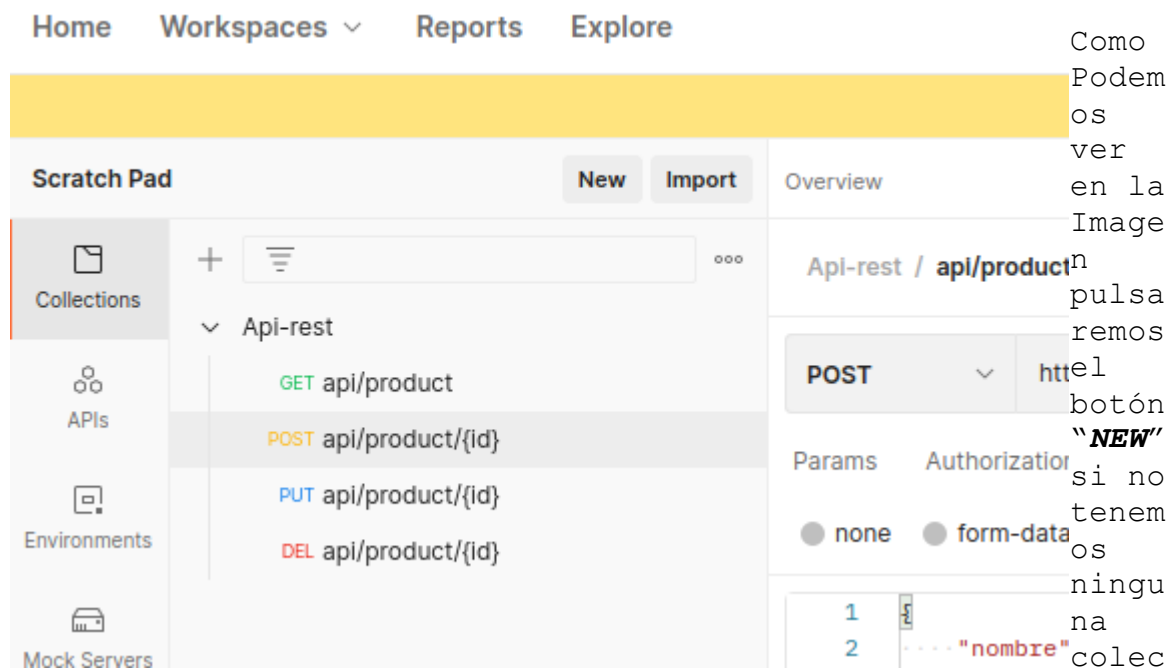 Home Workspaces Reports Explore
Scratch Pad New Import Overview
Collections
Api-rest / api/product
Api-rest
GET api/product
POST htt
APIs
POST api/product/{id}
Params Authorization
PUT api/product/{id}
Environments
none form-data
DEL api/product/{id}
1 {
2 "nombre"
Mock Servers
Como
Podem
os
ver
en la
Image
n
pulsa
remos
el
botón
“NEW”
si no
tenem
os
ningu
na
colec